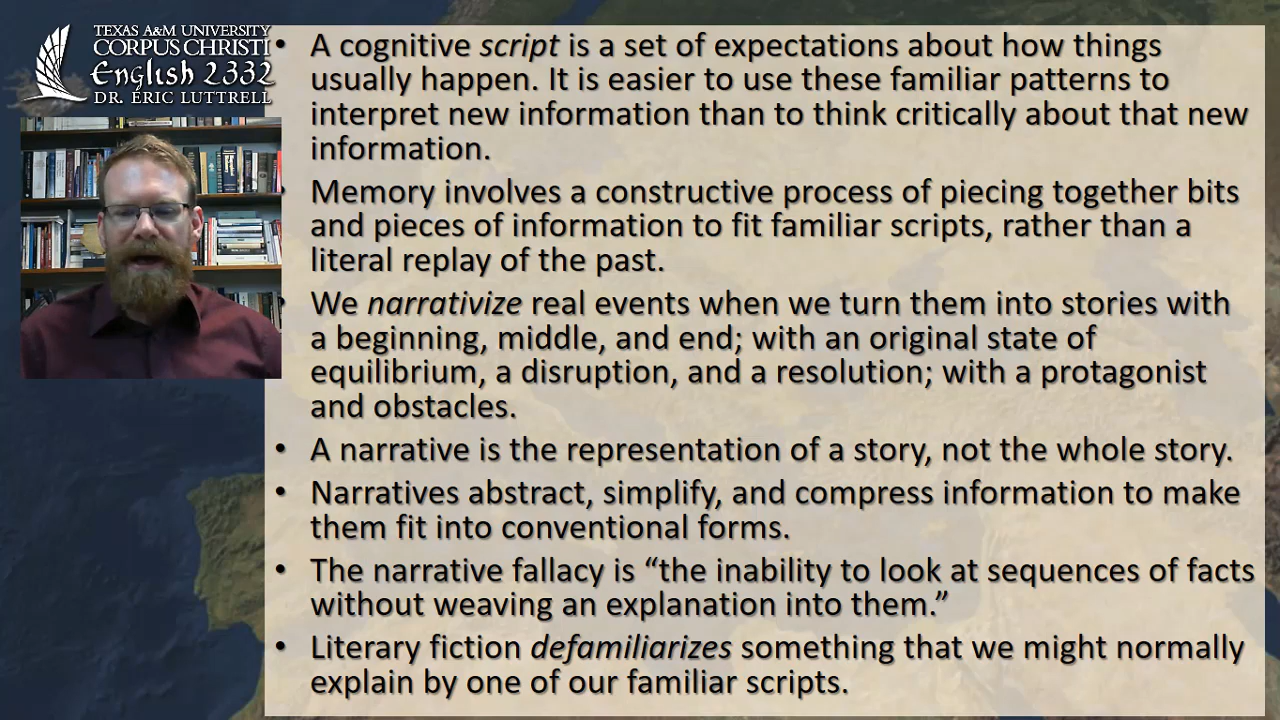 TEXAS A&M UNIVERSITY
CORPUS CHRISTI
English 2332
DR. ERIC LUTTRELL
• A cognitive script is a set of expectations about how things
usually happen. It is easier to use these familiar patterns to
interpret new information than to think critically about that new
information.
• Memory involves a constructive process of piecing together bits
and pieces of information to fit familiar scripts, rather than a
literal replay of the past.
• We narrativize real events when we turn them into stories with
a beginning, middle, and end; with an original state of
equilibrium, a disruption, and a resolution; with a protagonist
and obstacles.
• A narrative is the representation of a story, not the whole story.
• Narratives abstract, simplify, and compress information to make
them fit into conventional forms.
• The narrative fallacy is “the inability to look at sequences of facts
without weaving an explanation into them.”
• Literary fiction defamiliarizes something that we might normally
explain by one of our familiar scripts.